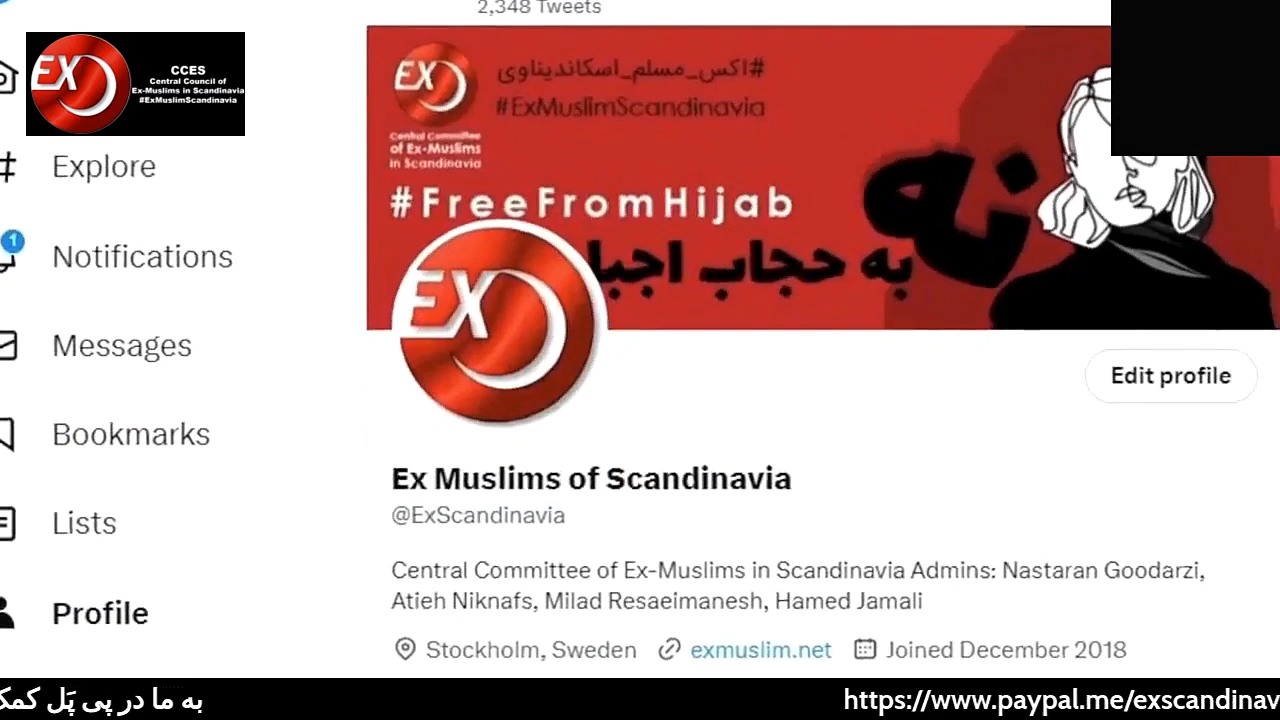 2,348 Tweets
CCES
Central Council of
Ex-Muslims in Scandinavia
#ExMuslimScandinavia
EX
EX
#اکس_مسلم_اسکاندیناوی
#ExMuslimScandinavia
Central Committee
of Ex-Muslims
in Scandinavia
#FreeFromHijab
نه
به حجاب
EX
Explore
1
Notifications
Messages
Bookmarks
Lists
Profile
Edit profile
Ex Muslims of Scandinavia
@ExScandinavia
Central Committee of Ex-Muslims in Scandinavia Admins: Nastaran Goodarzi,
Atieh Niknafs, Milad Resaeimanesh, Hamed Jamali
Stockholm, Sweden exmuslim.net Joined December 2018
به ما در پی پَل کمک
https://www.paypal.me/exscandinav